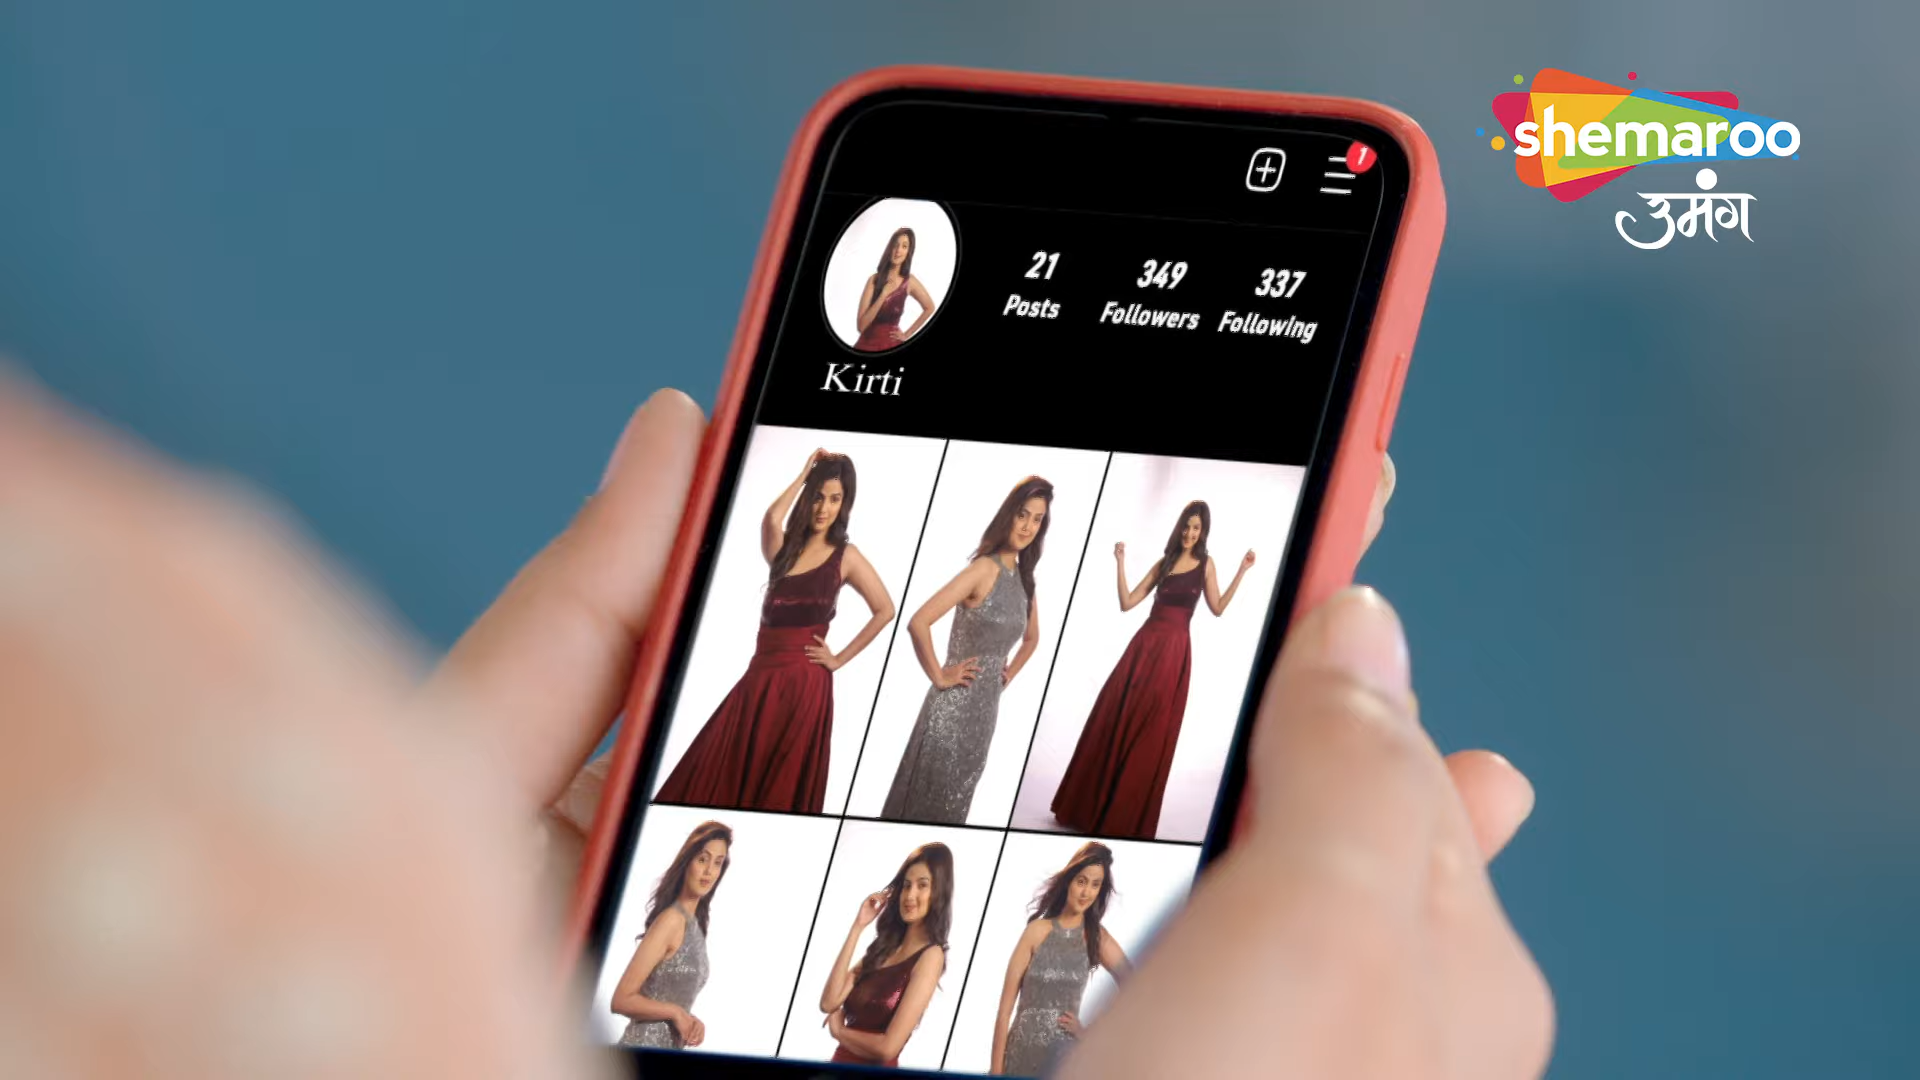 shemaroo
उमंग
1
21 349 337
Posts Followers Following
Kirti